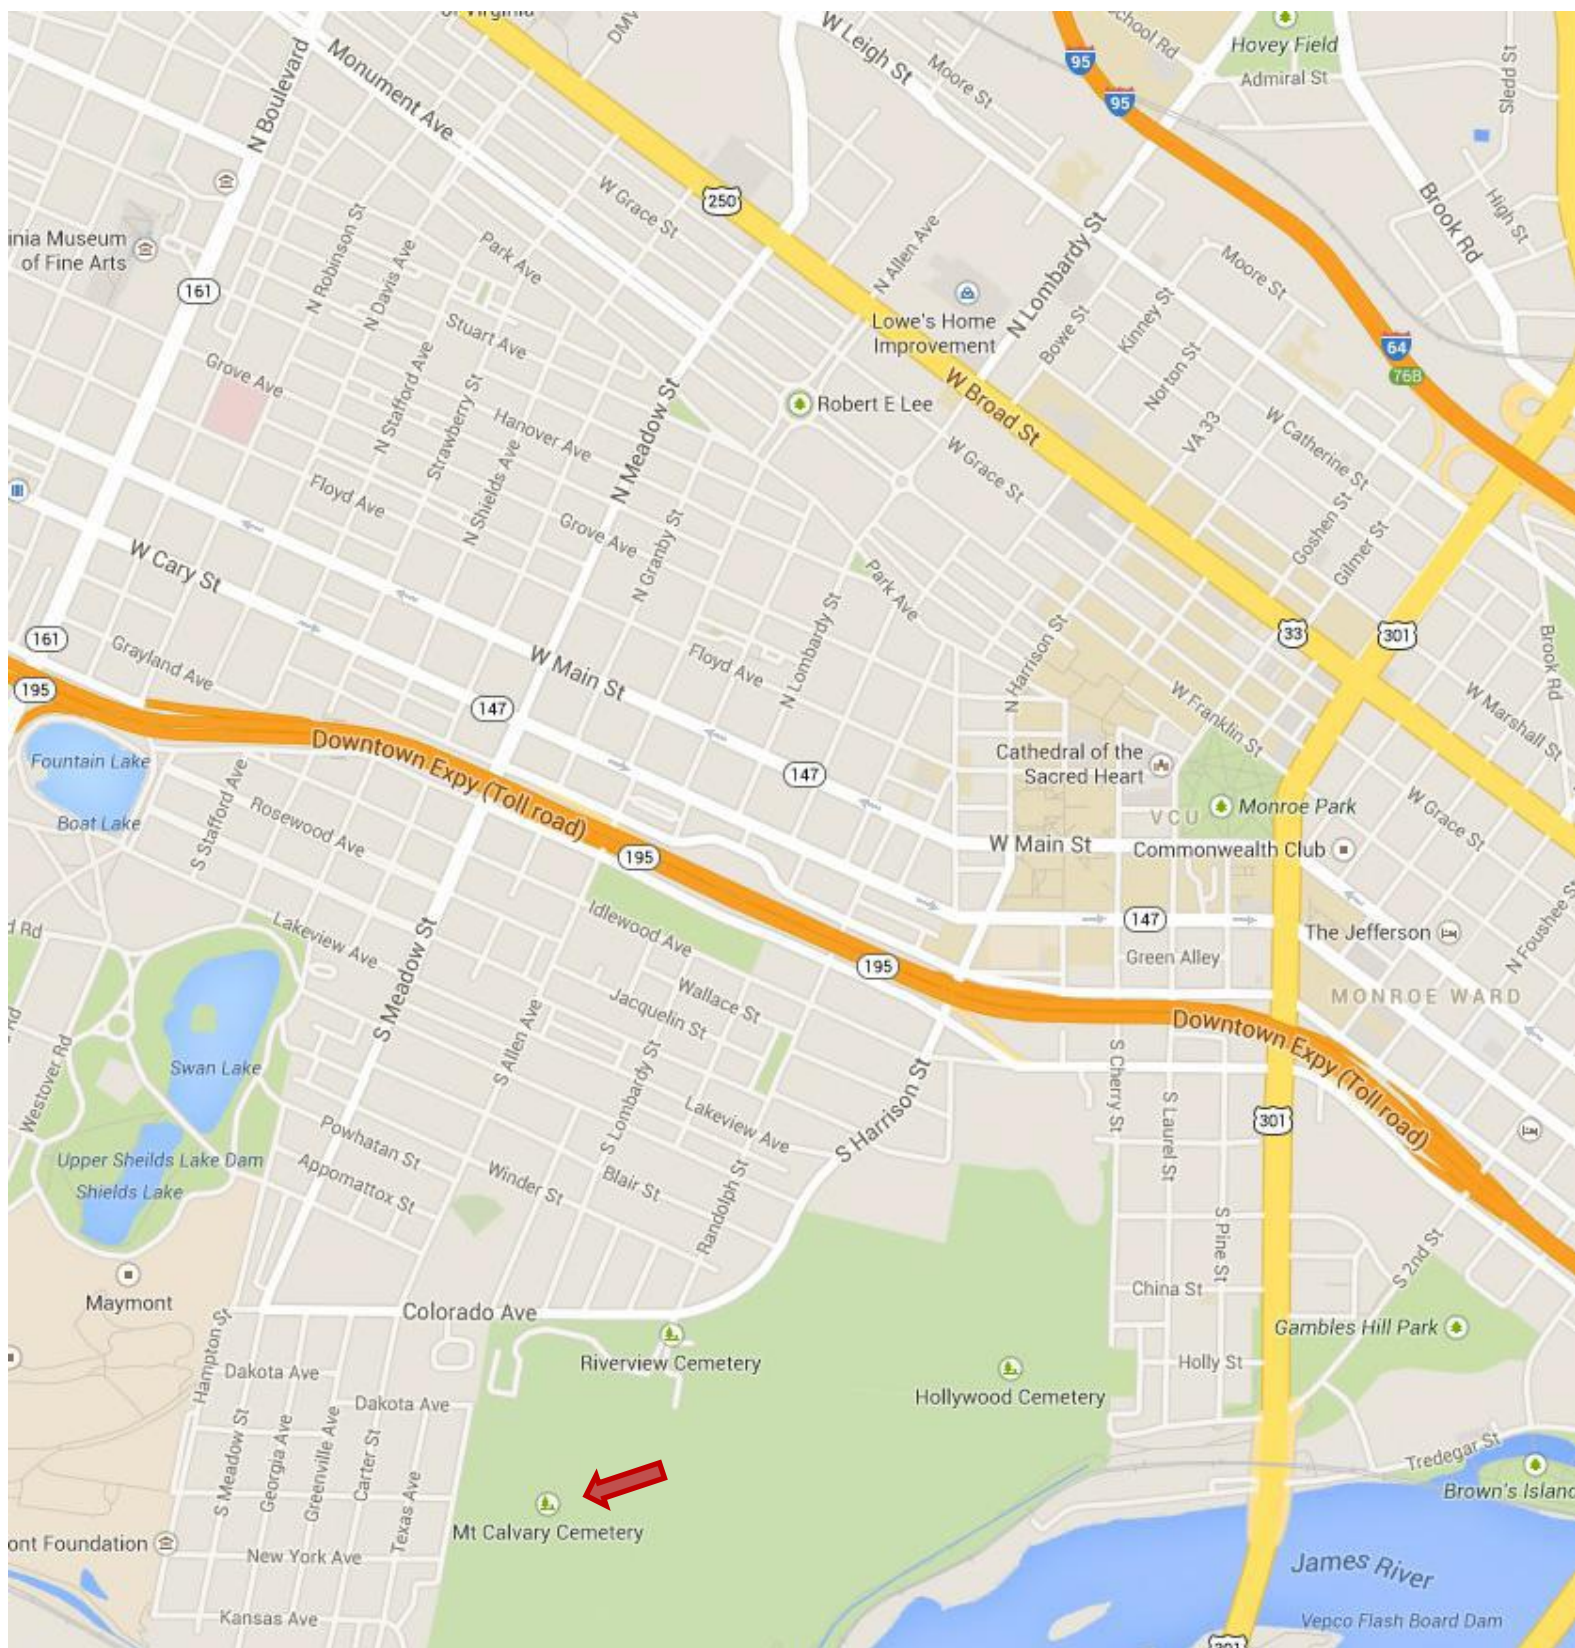 of Virginia
DMV
W Leigh St
School Rd
Hovey Field
Monument Ave
N Boulevard
Moore St
95
Admiral St
Sledd St
95
W Grace St
250
Brook Rd
High St
inia Museum
of Fine Arts
N Robinson St
N Davis Ave
Park Ave
N Allen Ave
N Lombardy St
Moore St
161
Lowe's Home
Improvement
Bowe St
Kinney St
Stuart Ave
64
76B
Grove Ave
N Stafford Ave
Strawberry St
N Meadow St
Robert E Lee
W Broad St
Norton St
Hanover Ave
VA 33
W Catherine St
W Grace St
Floyd Ave
N Shields Ave
Grove Ave
N Granby St
Goshen St
Gilmer St
W Cary St
Park Ave
161
Grayland Ave
N Lombardy St
N Harrison St
33
301
Brook Rd
W Main St
Floyd Ave
195
147
W Franklin St
W Marshall St
Downtown Expy (Toll road)
Fountain Lake
147
Cathedral of the
Sacred Heart
Boat Lake
S Stafford Ave
Rosewood Ave
VCU
Monroe Park
W Grace St
195
W Main St
Commonwealth Club
d Rd
Lakeview Ave
S Meadow St
Idlewood Ave
147
The Jefferson
N Foushee St
195
Green Alley
Wallace St
MONROE WARD
Rd
Jacquelin St
Downtown Expy (Toll road)
Westover Rd
Swan Lake
S Allen Ave
S Lombardy St
S Harrison St
S Cherry St
S Laurel St
Lakeview Ave
301
Powhatan St
Upper Sheilds Lake Dam
Shields Lake
Appomattox St
Winder St
Blair St
Randolph St
S Pine St
S 2nd St
Maymont
China St
Colorado Ave
Hampton St
Gambles Hill Park
Riverview Cemetery
Holly St
Dakota Ave
Hollywood Cemetery
Dakota Ave
S Meadow St
Georgia Ave
Greenville Ave
Carter St
Texas Ave
Tredegar St
Brown's Island
Mt Calvary Cemetery
ont Foundation
New York Ave
James River
Kansas Ave
Vepco Flash Board Dam
301